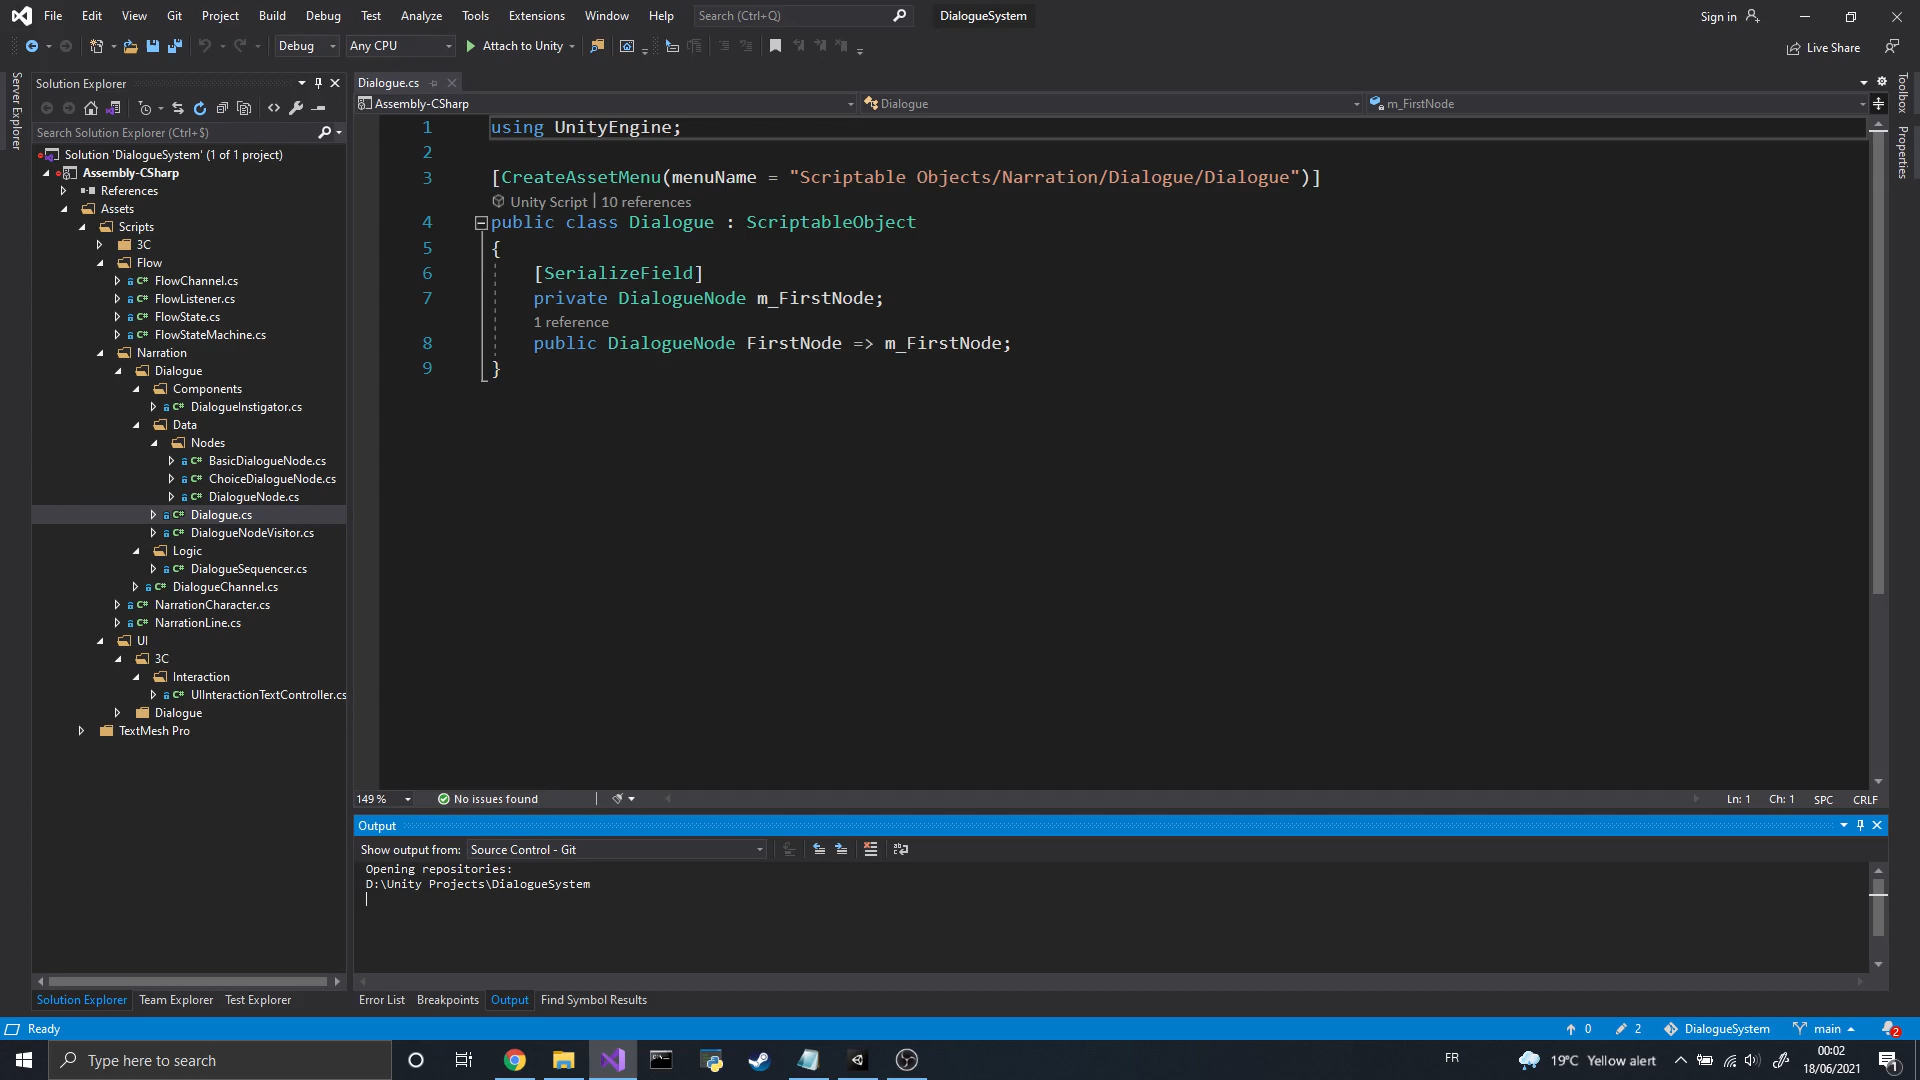 File Edit View Git Project Build Debug Test Analyze Tools Extensions Window Help Search (Ctrl+Q) DialogueSystem Sign in
Debug Any CPU Attach to Unity Live Share
Server Explorer
Solution Explorer
Search Solution Explorer (Ctrl+$)
Solution 'DialogueSystem' (1 of 1 project)
Assembly-CSharp
References
Assets
Scripts
3C
Flow
FlowChannel.cs
FlowListener.cs
FlowState.cs
FlowStateMachine.cs
Narration
Dialogue
Components
DialogueInstigator.cs
Data
Nodes
BasicDialogueNode.cs
ChoiceDialogueNode.cs
DialogueNode.cs
Dialogue.cs
DialogueNodeVisitor.cs
Logic
DialogueSequencer.cs
DialogueChannel.cs
NarrationCharacter.cs
NarrationLine.cs
UI
3C
Interaction
UIInteractionTextController.cs
Dialogue
TextMesh Pro
Solution Explorer Team Explorer Test Explorer
Dialogue.cs
Assembly-CSharp Dialogue m_FirstNode
1 using UnityEngine;
2
3 [CreateAssetMenu(menuName = "Scriptable Objects/Narration/Dialogue/Dialogue")]
Unity Script | 10 references
4 public class Dialogue : ScriptableObject
5 {
6 [SerializeField]
7 private DialogueNode m_FirstNode;
1 reference
8 public DialogueNode FirstNode => m_FirstNode;
9 }
149 % No issues found Ln: 1 Ch: 1 SPC CRLF
Output
Show output from: Source Control - Git
Opening repositories:
D:\Unity Projects\DialogueSystem
Error List Breakpoints Output Find Symbol Results
Toolbox
Properties
Ready 0 2 DialogueSystem main 2
Type here to search FR 19°C Yellow alert 00:02
18/06/2021 1